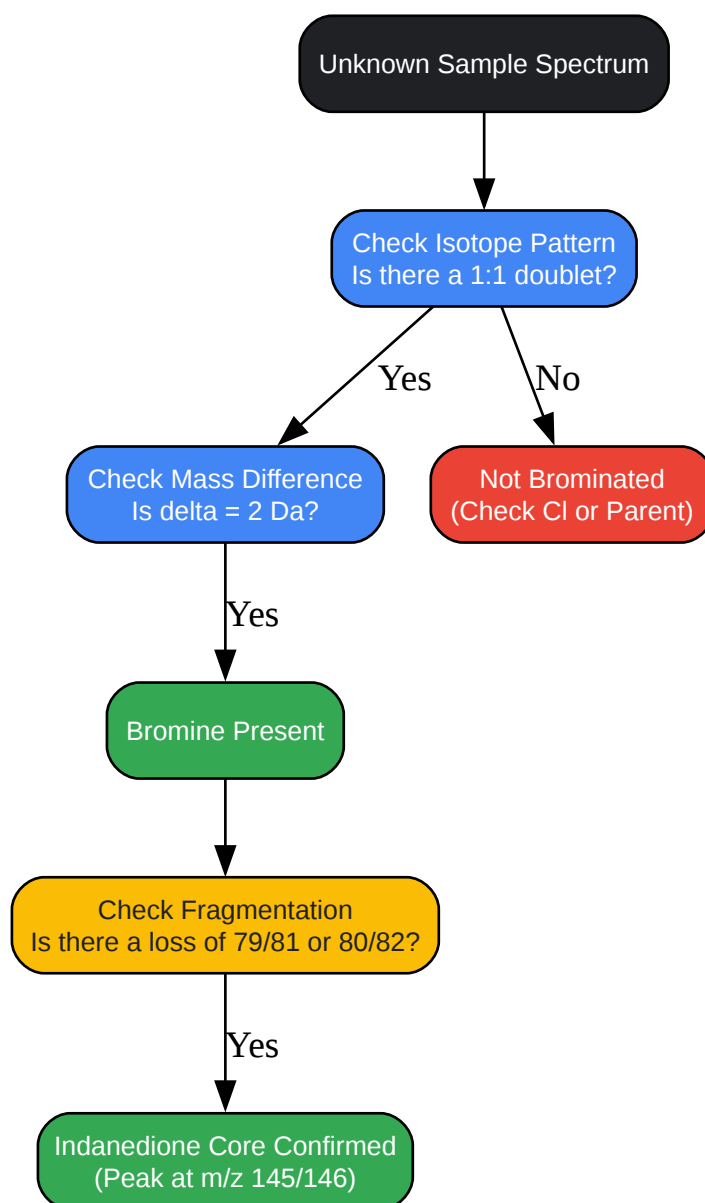 Unknown Sample Spectrum
Check Isotope Pattern
Is there a 1:1 doublet?
Yes
No
Check Mass Difference
Is delta = 2 Da?
Not Brominated
(Check Cl or Parent)
Yes
Bromine Present
Check Fragmentation
Is there a loss of 79/81 or 80/82?
Yes
Indanedione Core Confirmed
(Peak at m/z 145/146)